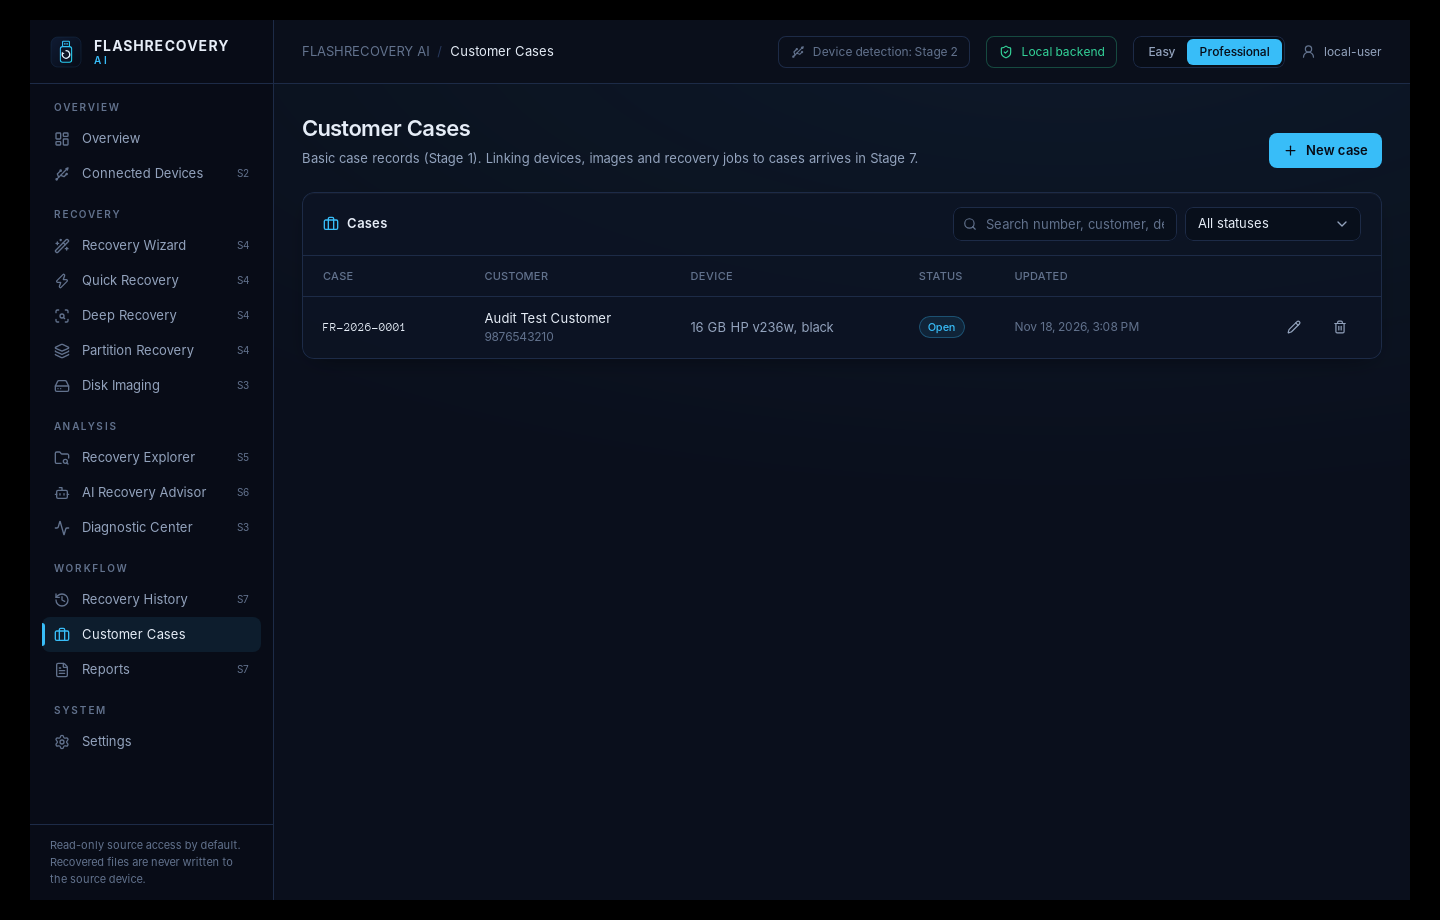 FLASHRECOVERY
AI
FLASHRECOVERY AI / Customer Cases
Device detection: Stage 2
Local backend
Easy
Professional
local-user
OVERVIEW
Overview
Connected Devices S2
RECOVERY
Recovery Wizard S4
Quick Recovery S4
Deep Recovery S4
Partition Recovery S4
Disk Imaging S3
ANALYSIS
Recovery Explorer S5
AI Recovery Advisor S6
Diagnostic Center S3
WORKFLOW
Recovery History S7
Customer Cases
Reports S7
SYSTEM
Settings
Read-only source access by default.
Recovered files are never written to
the source device.
Customer Cases
Basic case records (Stage 1). Linking devices, images and recovery jobs to cases arrives in Stage 7.
+ New case
Cases
Search number, customer, de
All statuses
CASE CUSTOMER DEVICE STATUS UPDATED
FR-2026-0001
Audit Test Customer
9876543210
16 GB HP v236w, black
Open
Nov 18, 2026, 3:08 PM